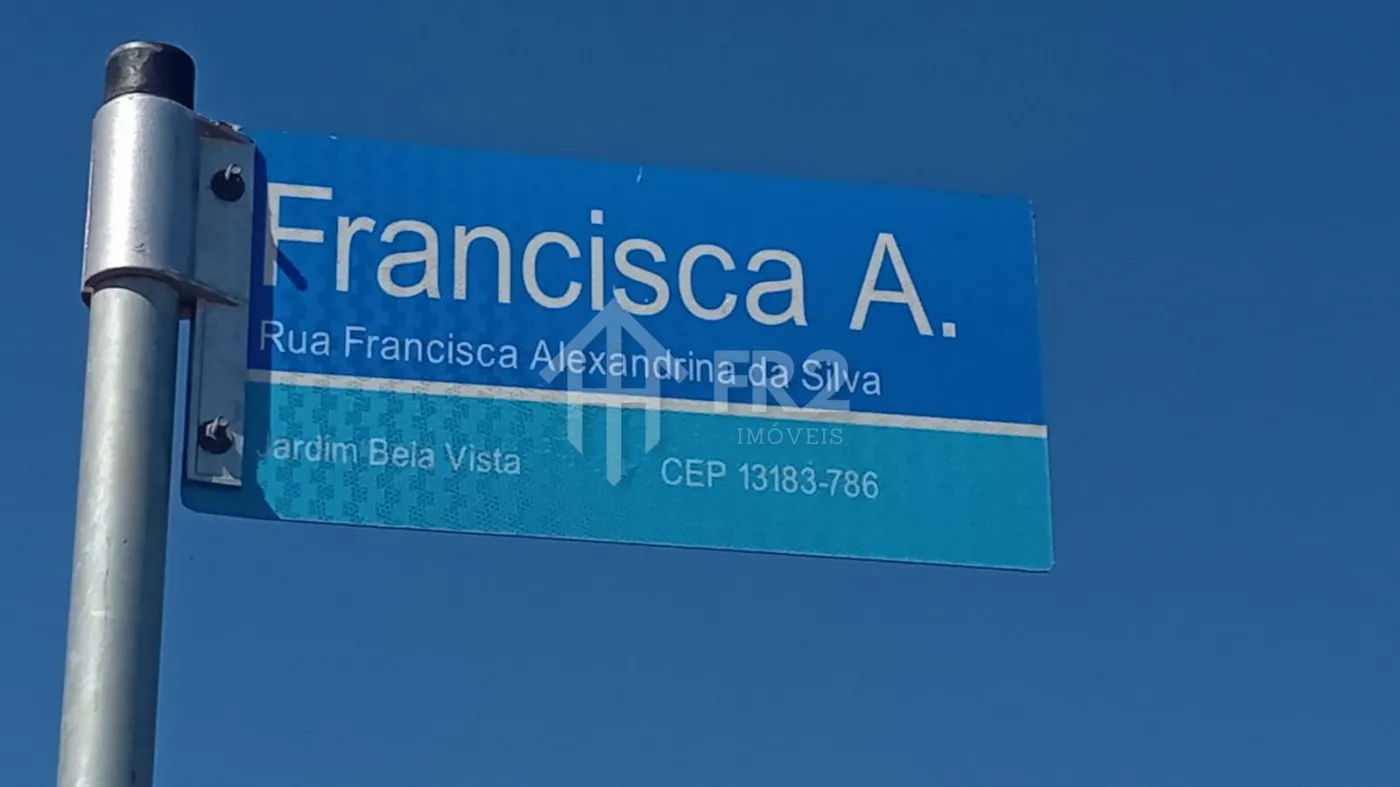 Francisca A.
Rua Francisca Alexandrina da Silva
FR2
IMÓVEIS
Jardim Bela Vista
CEP 13183-786